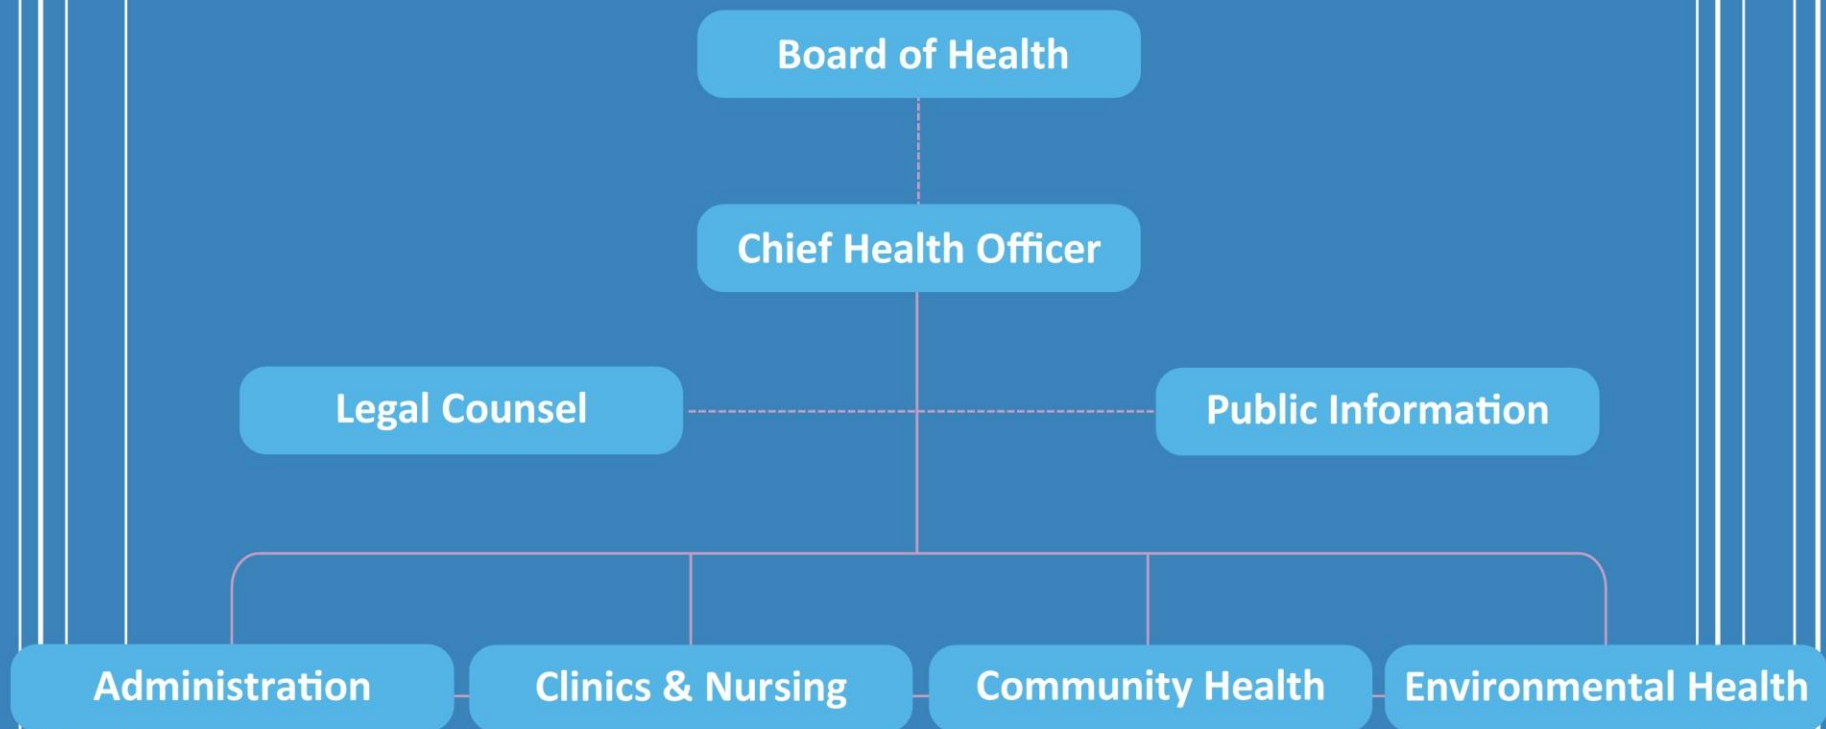 Board of Health
Chief Health Officer
Legal Counsel
Public Information
Administration
Clinics & Nursing
Community Health
Environmental Health